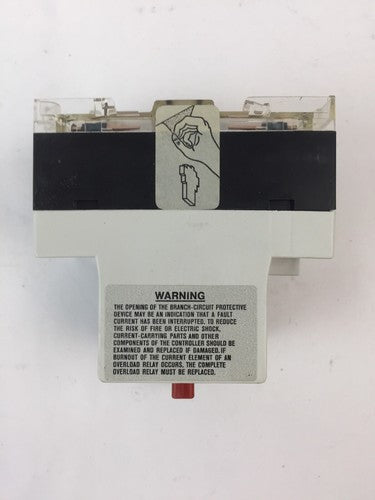 WARNING
THE OPENING OF THE BRANCH-CIRCUIT PROTECTIVE
DEVICE MAY BE AN INDICATION THAT A FAULT
CURRENT HAS BEEN INTERRUPTED. TO REDUCE
THE RISK OF FIRE OR ELECTRIC SHOCK,
CURRENT-CARRYING PARTS AND OTHER
COMPONENTS OF THE CONTROLLER SHOULD BE
EXAMINED AND REPLACED IF DAMAGED. IF
BURNOUT OF THE CURRENT ELEMENT OF AN
OVERLOAD RELAY OCCURS, THE COMPLETE
OVERLOAD RELAY MUST BE REPLACED.